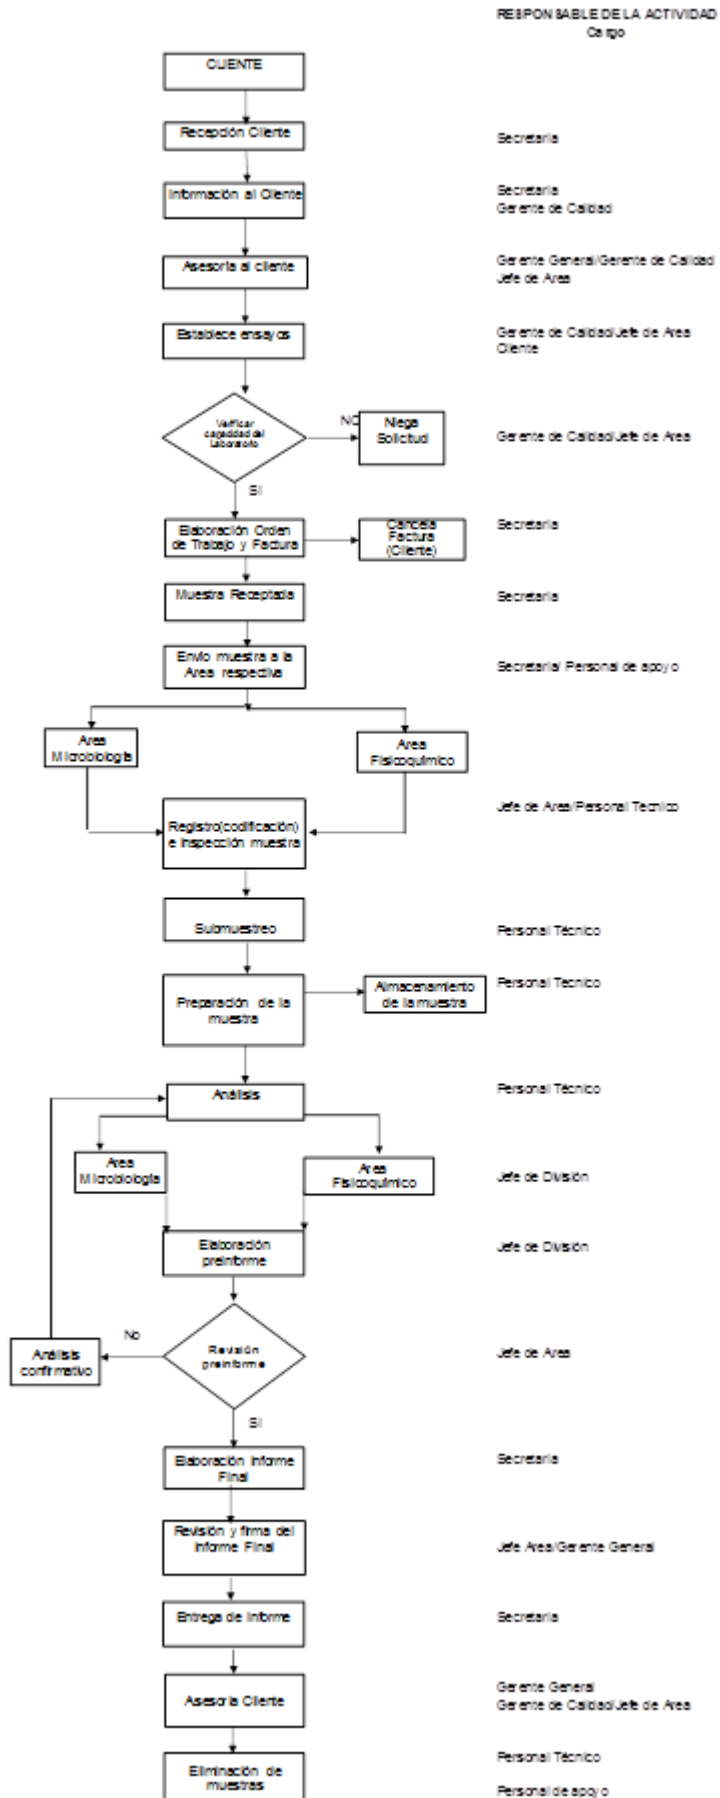 RESPONSABLE DE LA ACTIVIDAD
Cargo
CLIENTE
Recepción Cliente
Secretaria
Información al Cliente
Secretaria
Gerente de Calidad
Asesoría al cliente
Gerente General/Gerente de Calidad
Jefe de Area
Establece ensayos
Gerente de Calidad/Jefe de Area
Cliente
Verificar
capacidad del
Laboratorio
NO
Niega
Solicitud
Gerente de Calidad/Jefe de Area
SI
Elaboración Orden
de Trabajo y Factura
Cancela
Factura
(Cliente)
Secretaria
Muestra Receptada
Secretaria
Envío muestra a la
Area respectiva
Secretaria/ Personal de apoyo
Area
Microbiología
Area
Fisicoquímico
Registro(codificación)
e inspección muestra
Jefe de Area/Personal Tecnico
Submuestreo
Personal Técnico
Preparación de la
muestra
Almacenamiento
de la muestra
Personal Tecnico
Análisis
Personal Técnico
Area
Microbiología
Area
Fisicoquímico
Jefe de División
Elaboración
preinforme
Jefe de División
No
Análisis
confirmativo
Revisión
preinforme
Jefe de Area
SI
Elaboración Informe
Final
Secretaria
Revisión y firma del
Informe Final
Jefe Area/Gerente General
Entrega de Informe
Secretaria
Asesoría Cliente
Gerente General
Gerente de Calidad/Jefe de Area
Eliminación de
muestras
Personal Técnico
Personal de apoyo